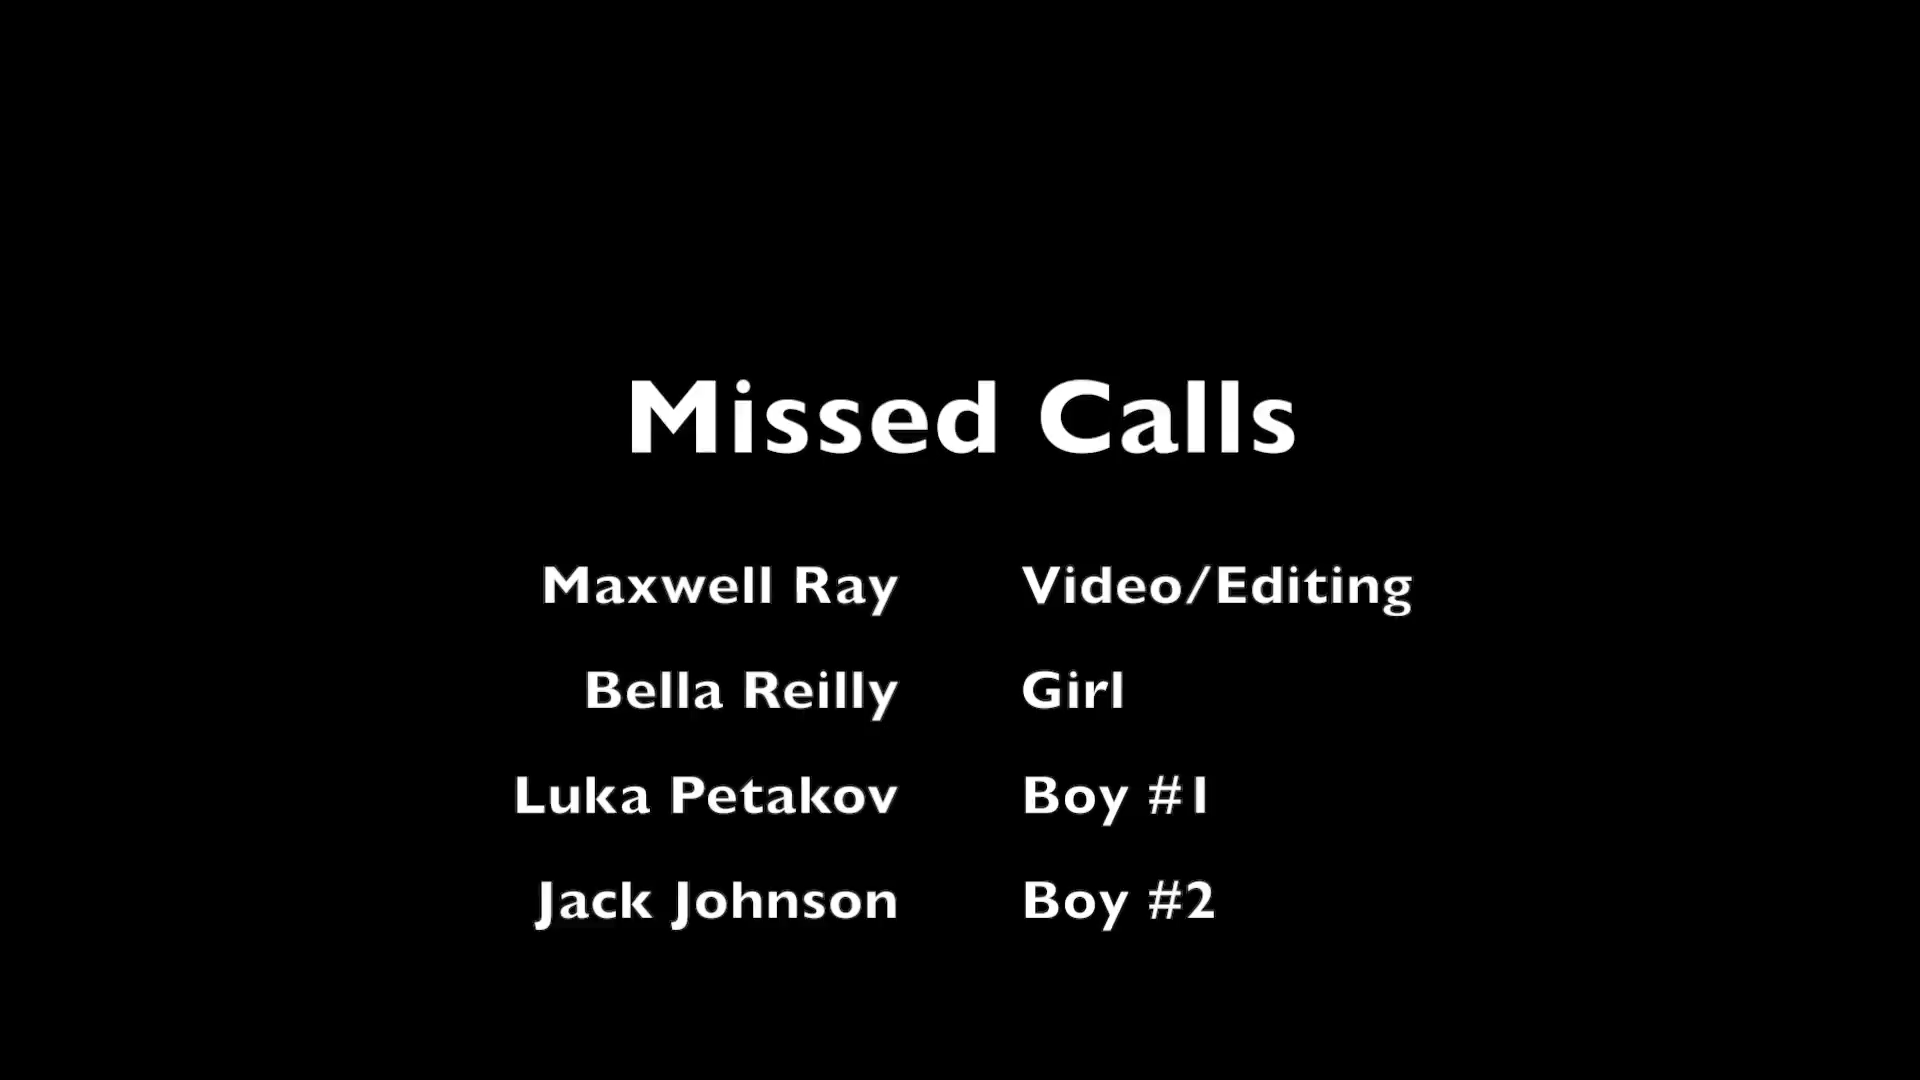 Missed Calls
Maxwell Ray Video/Editing
Bella Reilly Girl
Luka Petakov Boy #1
Jack Johnson Boy #2